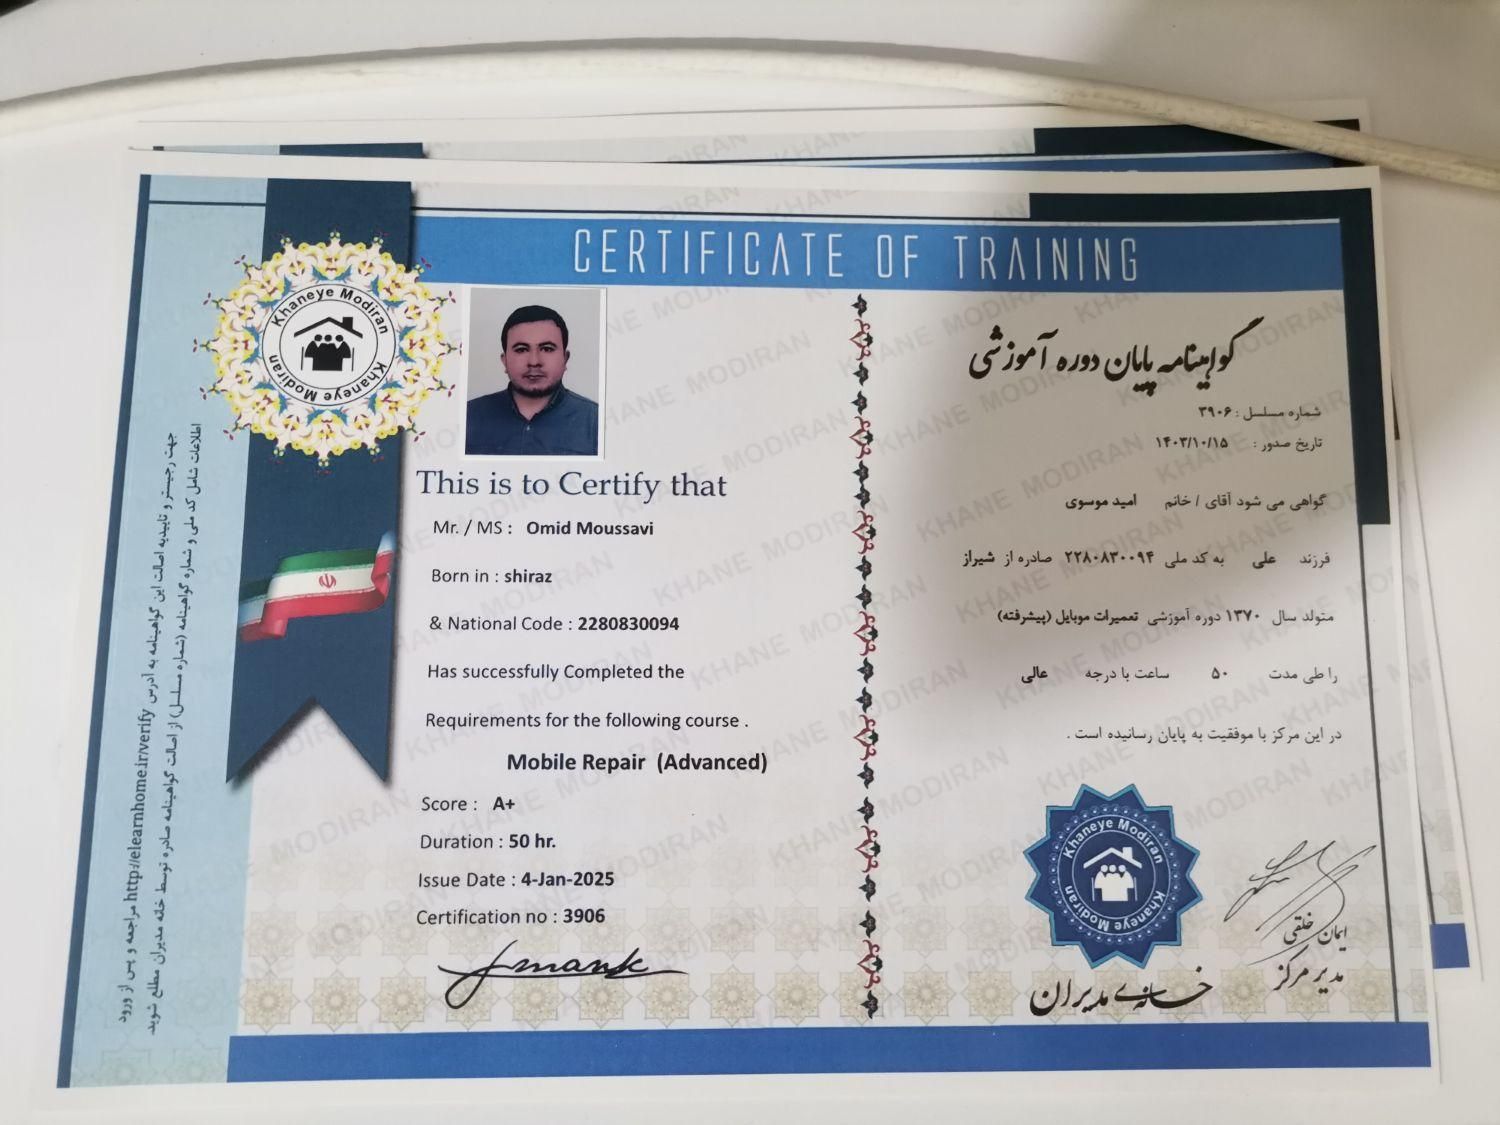 CERTIFICATE OF TRAINING
Khaneye Modiran
Khaneye Modiran
This is to Certify that
Mr. / MS : Omid Moussavi
Born in : shiraz
& National Code : 2280830094
Has successfully Completed the
Requirements for the following course .
Mobile Repair (Advanced)
Score : A+
Duration : 50 hr.
Issue Date : 4-Jan-2025
Certification no : 3906
گواهینامه پایان دوره آموزشی
شماره مسلسل : ۳۹۰۶
تاریخ صدور : ۱۴۰۳/۱۰/۱۵
گواهی می شود آقای / خانم امید موسوی
فرزند علی به کد ملی ۲۲۸۰۸۳۰۰۹۴ صادره از شیراز
متولد سال ۱۳۷۰ دوره آموزشی تعمیرات موبایل (پیشرفته)
را طی مدت ۵۰ ساعت با درجه عالی
در این مرکز با موفقیت به پایان رسانیده است .
Khaneye Modiran
Khaneye Modiran
خانه‌ی مدیران
ایمان خلقی
مدیر مرکز
جهت رجیستر و تاییدیه اصالت این گواهینامه به آدرس http://elearnhome.ir/verify مراجعه و پس از ورود
اطلاعات شامل کد ملی و شماره گواهینامه (شماره مسلسل) از اصالت گواهینامه صادره توسط خانه مدیران مطلع شوید.
KHANE MODIRAN